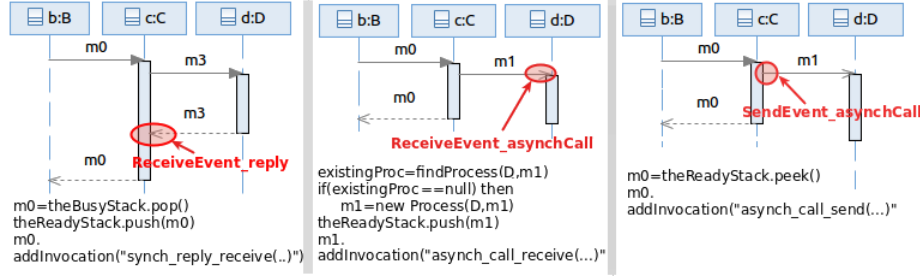 b:B
c:C
d:D
m0
m3
m3
ReceiveEvent_reply
m0
m0=theBusyStack.pop()
theReadyStack.push(m0)
m0.
addInvocation("synch_reply_receive(..)")
b:B
c:C
d:D
m0
m1
m0
ReceiveEvent_asynchCall
existingProc=findProcess(D,m1)
if(existingProc==null) then
m1=new Process(D,m1)
theReadyStack.push(m1)
m1.
addInvocation("asynch_call_receive(...)"
b:B
c:C
d:D
m0
m1
m0
SendEvent_asynchCall
m0=theReadyStack.peek()
m0.
addInvocation("asynch_call_send(...)"